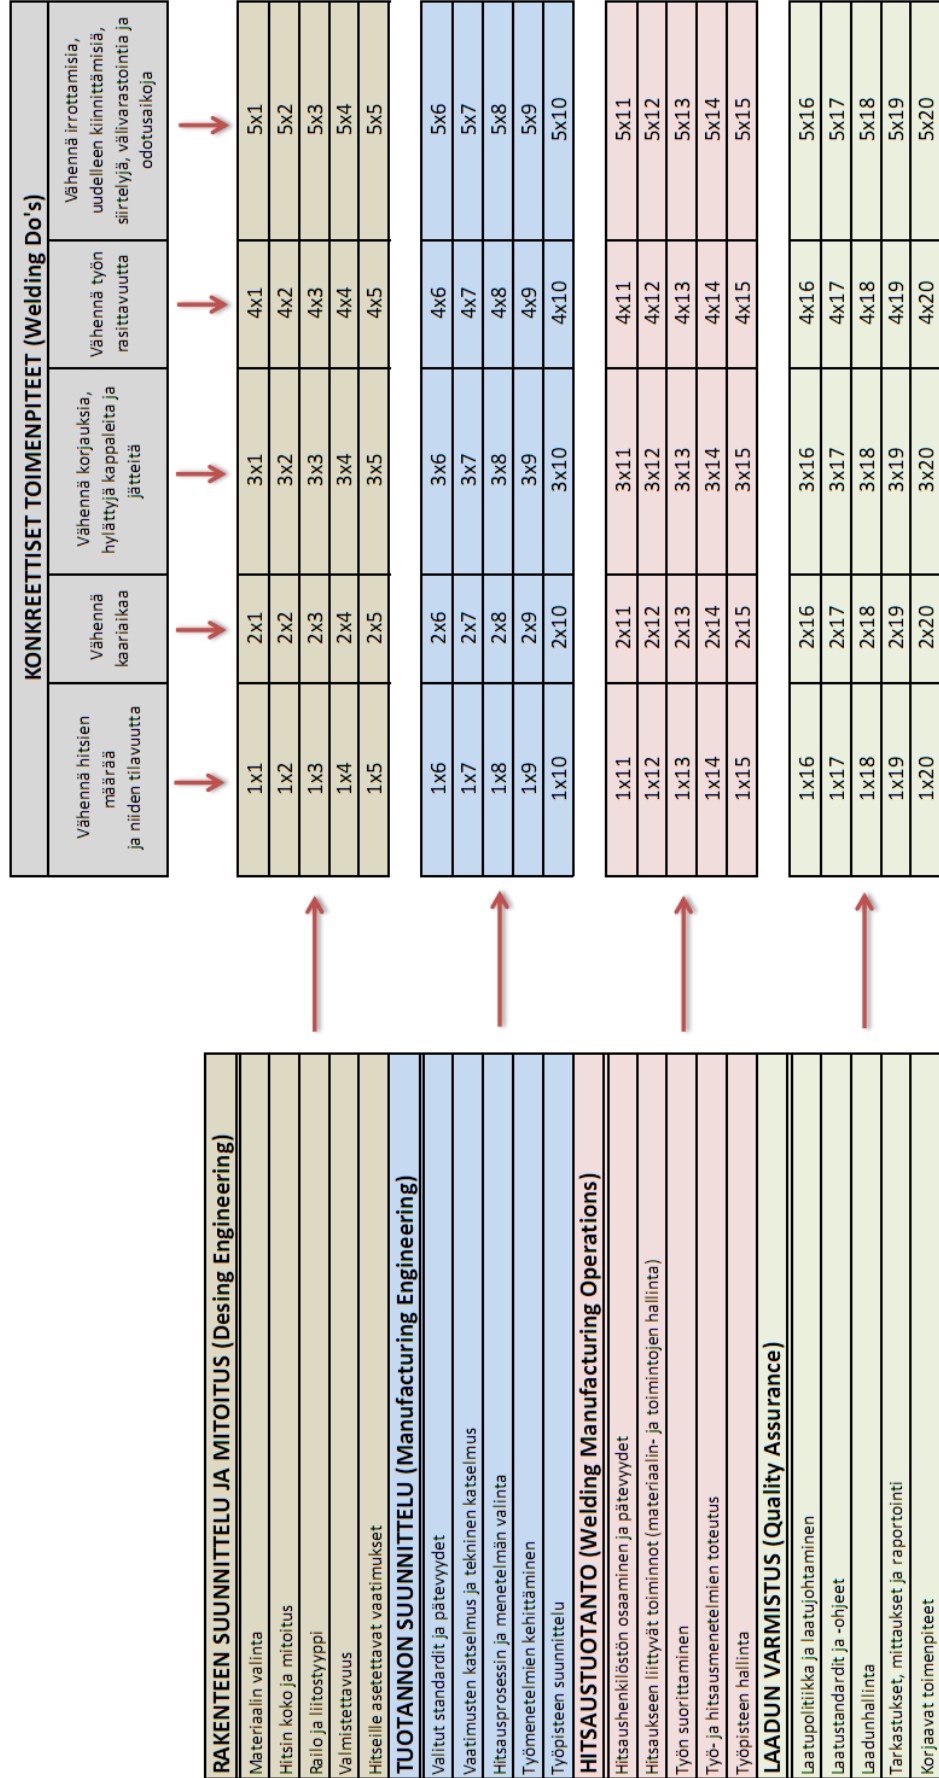 KONKREETTISET TOIMENPITEET (Welding Do's)
Vähennä hitsien
määrää
ja niiden tilavuutta
Vähennä
kaariaikaa
Vähennä korjauksia,
hylättyjä kappaleita ja
jätteitä
Vähennä työn
rasittavuutta
Vähennä irrottamisia,
uudelleen kiinnittämisiä,
siirtelyjä, välivarastointia ja
odotusaikoja
RAKENTEEN SUUNNITTELU JA MITOITUS (Desing Engineering)
Materiaalin valinta 1x1 2x1 3x1 4x1 5x1
Hitsin koko ja mitoitus 1x2 2x2 3x2 4x2 5x2
Railo ja liitostyyppi 1x3 2x3 3x3 4x3 5x3
Valmistettavuus 1x4 2x4 3x4 4x4 5x4
Hitseille asetettavat vaatimukset 1x5 2x5 3x5 4x5 5x5
TUOTANNON SUUNNITTELU (Manufacturing Engineering)
Valitut standardit ja pätevyydet 1x6 2x6 3x6 4x6 5x6
Vaatimusten katselmus ja tekninen katselmus 1x7 2x7 3x7 4x7 5x7
Hitsausprosessin ja menetelmän valinta 1x8 2x8 3x8 4x8 5x8
Työmenetelmien kehittäminen 1x9 2x9 3x9 4x9 5x9
Työpisteen suunnittelu 1x10 2x10 3x10 4x10 5x10
HITSAUSTUOTANTO (Welding Manufacturing Operations)
Hitsaushenkilöstön osaaminen ja pätevyydet 1x11 2x11 3x11 4x11 5x11
Hitsaukseen liittyvät toiminnot (materiaalin- ja toimintojen hallinta) 1x12 2x12 3x12 4x12 5x12
Työn suorittaminen 1x13 2x13 3x13 4x13 5x13
Työ- ja hitsausmenetelmien toteutus 1x14 2x14 3x14 4x14 5x14
Työpisteen hallinta 1x15 2x15 3x15 4x15 5x15
LAADUN VARMISTUS (Quality Assurance)
Laatupolitiikka ja laatujohtaminen 1x16 2x16 3x16 4x16 5x16
Laatustandardit ja -ohjeet 1x17 2x17 3x17 4x17 5x17
Laadunhallinta 1x18 2x18 3x18 4x18 5x18
Tarkastukset, mittaukset ja raportointi 1x19 2x19 3x19 4x19 5x19
Korjaavat toimenpiteet 1x20 2x20 3x20 4x20 5x20